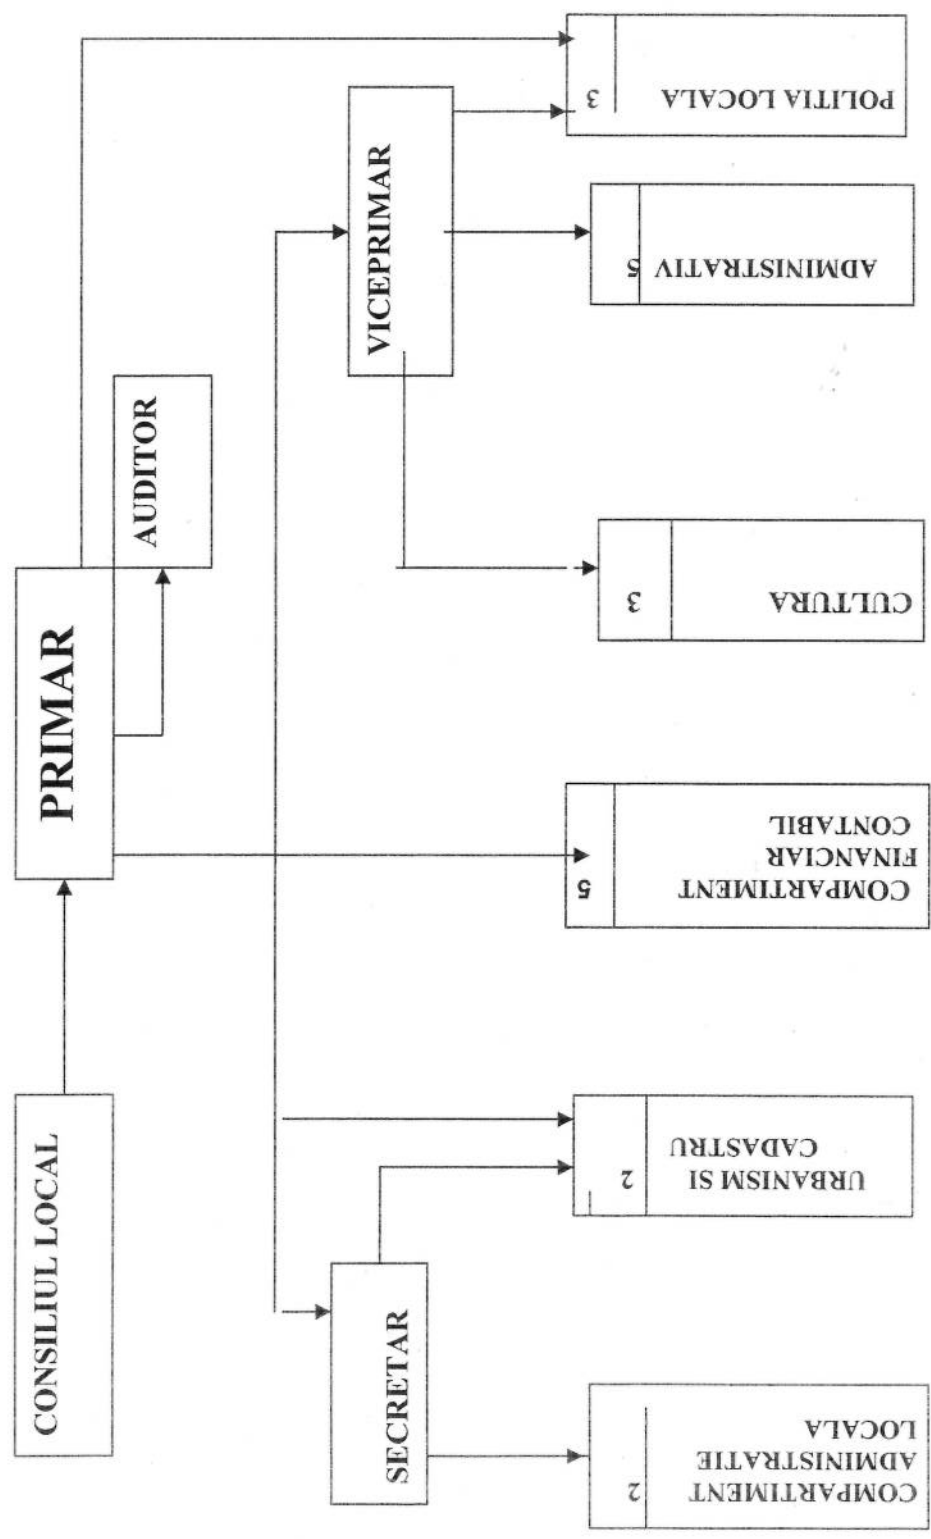 CONSILIUL LOCAL
PRIMAR
AUDITOR
SECRETAR
VICEPRIMAR
2
COMPARTIMENT
ADMINISTRATIE
LOCALA
2
URBANISM SI
CADASTRU
5
COMPARTIMENT
FINANCIAR
CONTABIL
3
CULTURA
5
ADMINISTRATIV
3
POLITIA LOCALA